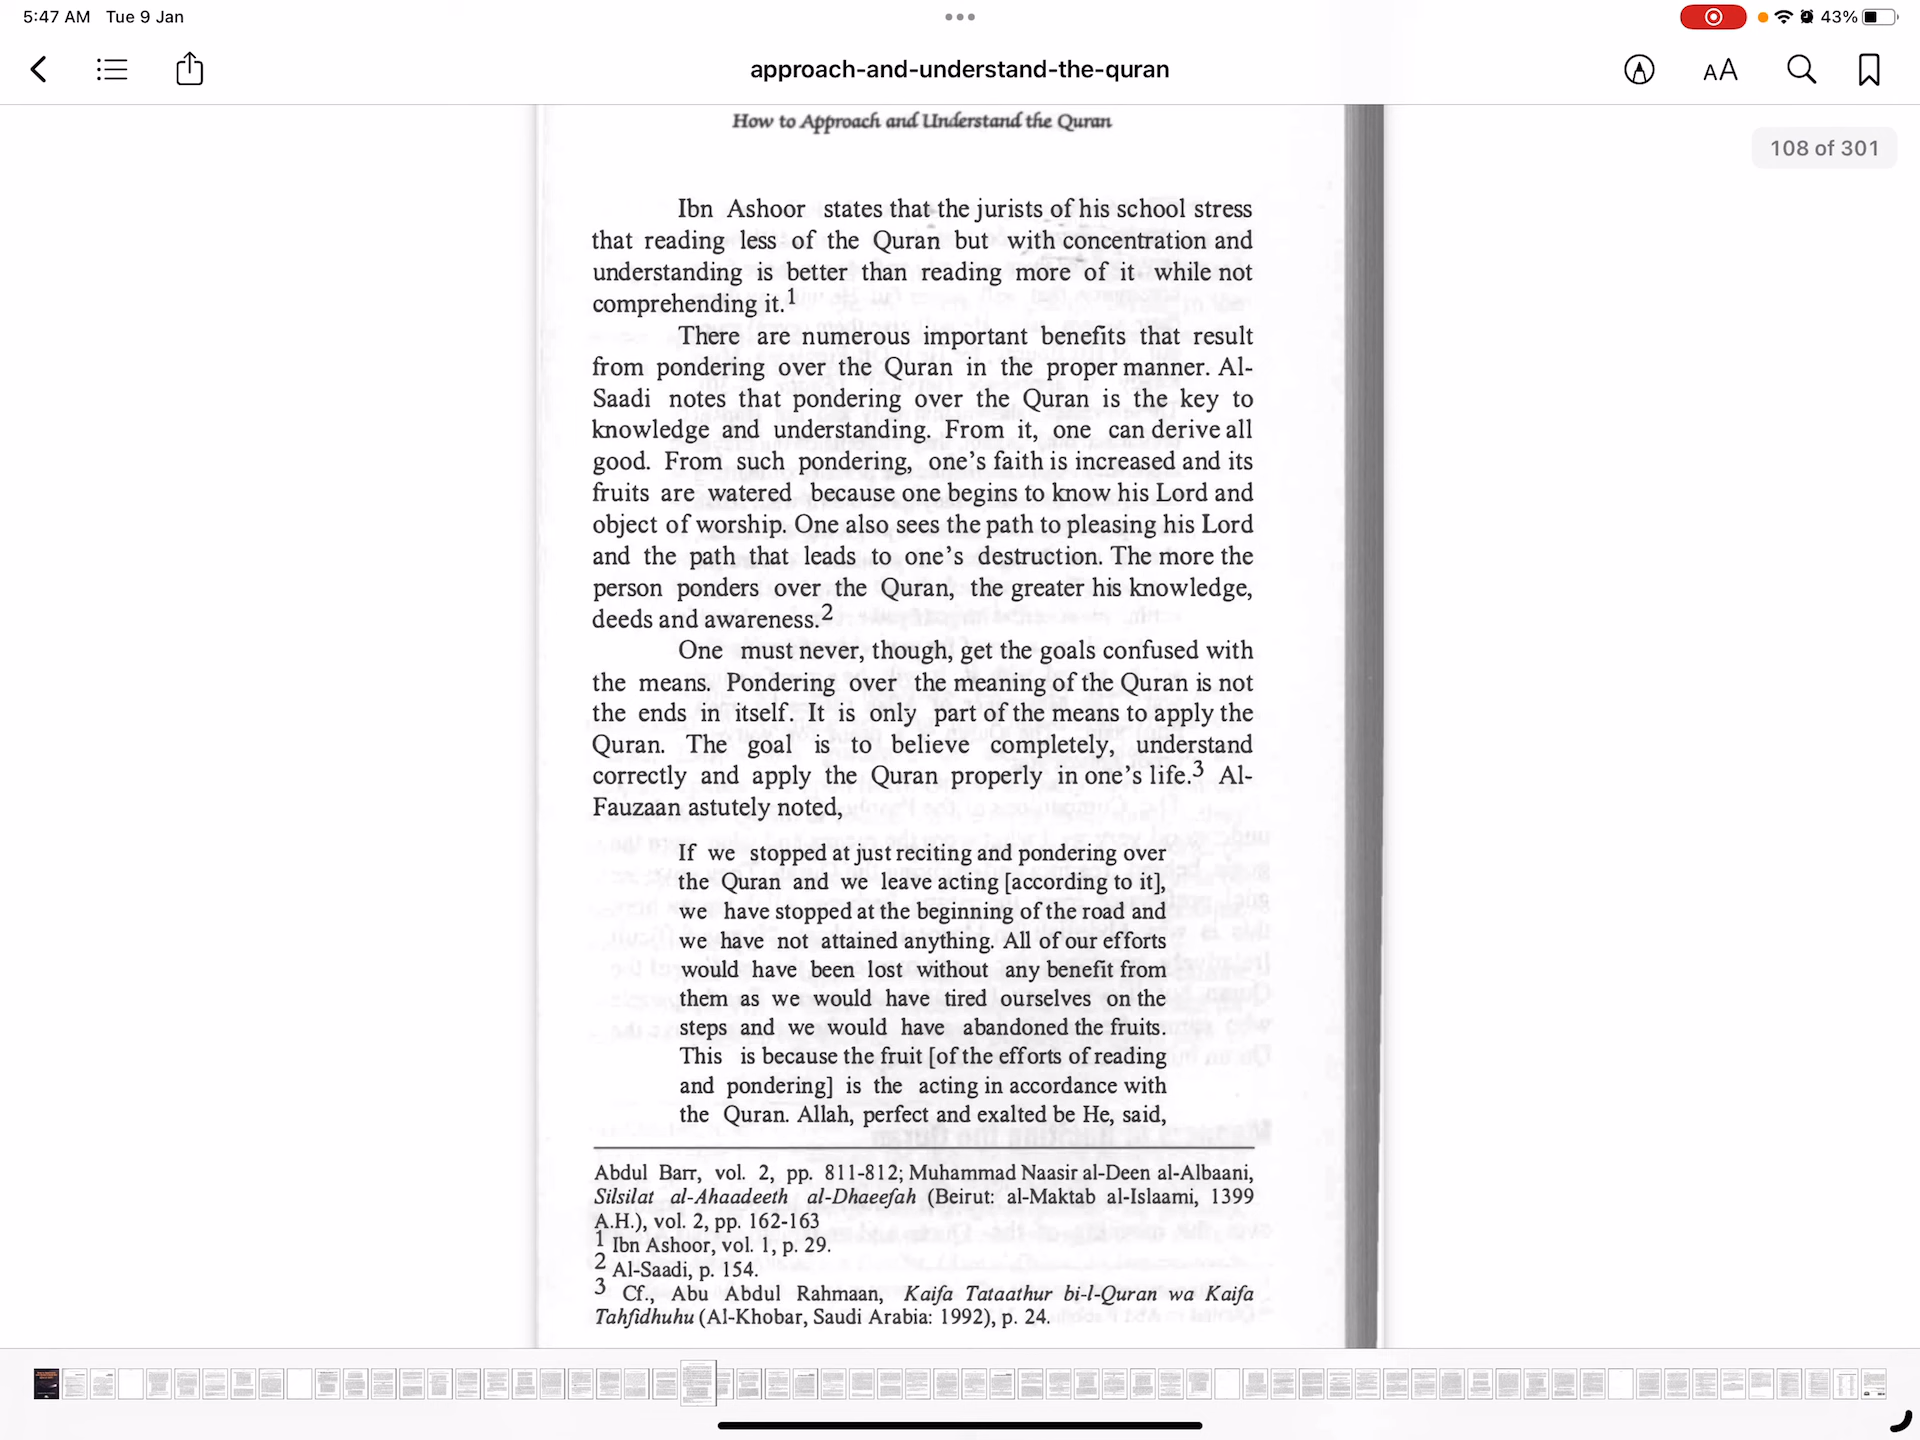 5:47 AM Tue 9 Jan
43%
approach-and-understand-the-quran
AA
How to Approach and Understand the Quran
108 of 301
Ibn Ashoor states that the jurists of his school stress
that reading less of the Quran but with concentration and
understanding is better than reading more of it while not
comprehending it.1
There are numerous important benefits that result
from pondering over the Quran in the proper manner. Al-
Saadi notes that pondering over the Quran is the key to
knowledge and understanding. From it, one can derive all
good. From such pondering, one's faith is increased and its
fruits are watered because one begins to know his Lord and
object of worship. One also sees the path to pleasing his Lord
and the path that leads to one's destruction. The more the
person ponders over the Quran, the greater his knowledge,
deeds and awareness.2
One must never, though, get the goals confused with
the means. Pondering over the meaning of the Quran is not
the ends in itself. It is only part of the means to apply the
Quran. The goal is to believe completely, understand
correctly and apply the Quran properly in one's life.3 Al-
Fauzaan astutely noted,
If we stopped at just reciting and pondering over
the Quran and we leave acting [according to it],
we have stopped at the beginning of the road and
we have not attained anything. All of our efforts
would have been lost without any benefit from
them as we would have tired ourselves on the
steps and we would have abandoned the fruits.
This is because the fruit [of the efforts of reading
and pondering] is the acting in accordance with
the Quran. Allah, perfect and exalted be He, said,
Abdul Barr, vol. 2, pp. 811-812; Muhammad Naasir al-Deen al-Albaani,
Silsilat al-Ahaadeeth al-Dhaeefah (Beirut: al-Maktab al-Islaami, 1399
A.H.), vol. 2, pp. 162-163
1 Ibn Ashoor, vol. 1, p. 29.
2 Al-Saadi, p. 154.
3 Cf., Abu Abdul Rahmaan, Kaifa Tataathur bi-l-Quran wa Kaifa
Tahfidhuhu (Al-Khobar, Saudi Arabia: 1992), p. 24.